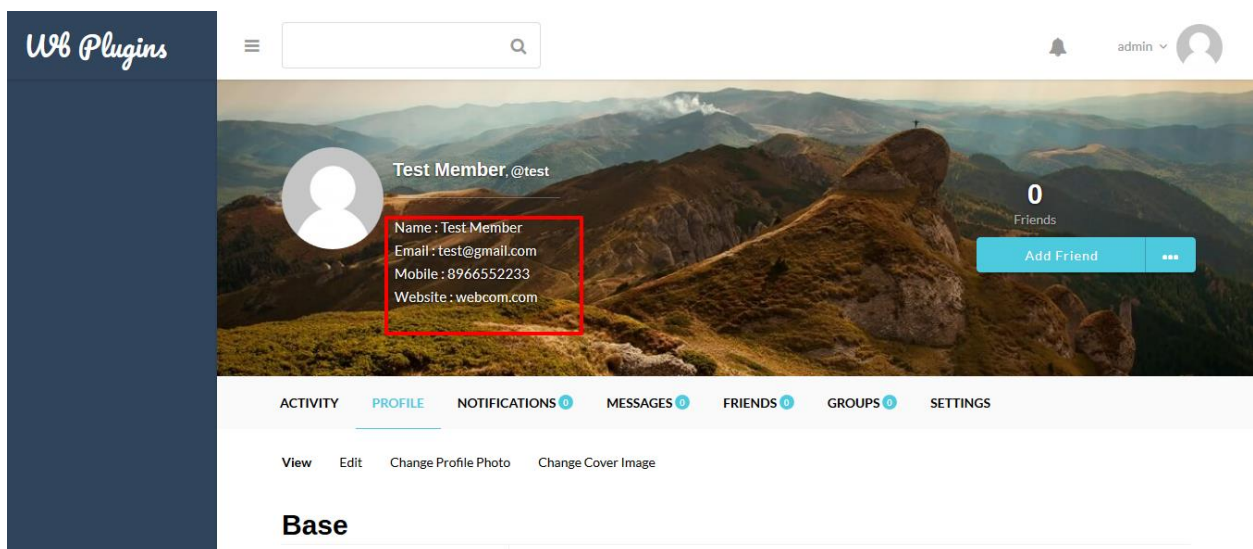 Wb Plugins
admin
Test Member, @test
Name : Test Member
Email : test@gmail.com
Mobile : 8966552233
Website : webcom.com
0
Friends
Add Friend
ACTIVITY PROFILE NOTIFICATIONS 0 MESSAGES 0 FRIENDS 0 GROUPS 0 SETTINGS
View Edit Change Profile Photo Change Cover Image
Base